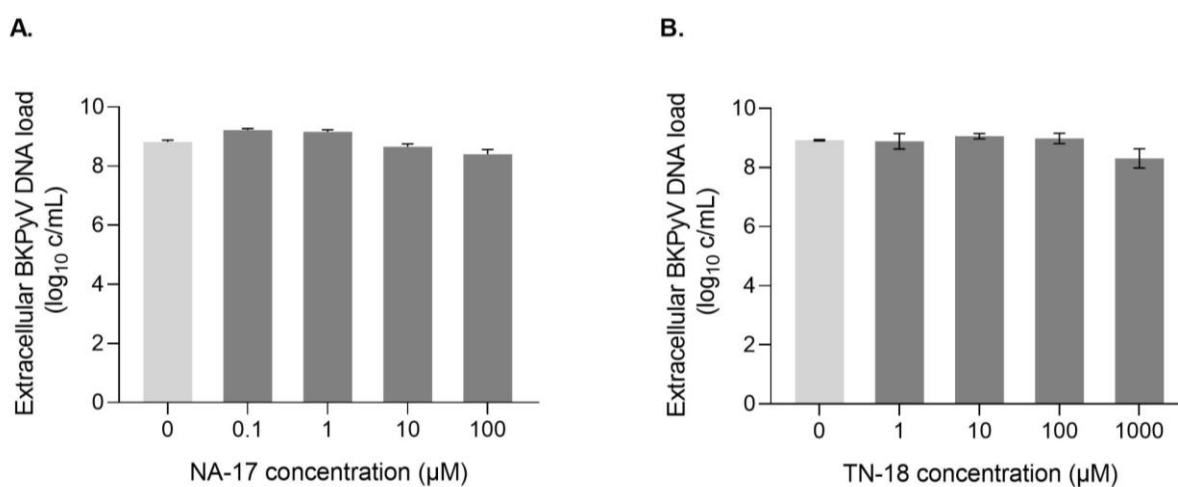 A.
Extracellular BKPyV DNA load
(log₁₀ c/mL)
10
8
6
4
2
0
0 0.1 1 10 100
NA-17 concentration (μM)
B.
Extracellular BKPyV DNA load
(log₁₀ c/mL)
10
8
6
4
2
0
0 1 10 100 1000
TN-18 concentration (μM)